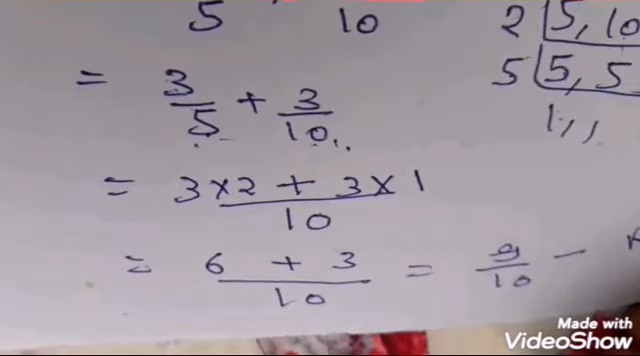 5 10
2 | 5, 10
= 3/5 + 3/10
5 | 5, 5
1, ,
= 3×2 + 3×1 / 10
= 6 + 3 / 10 = 9/10 -
Made with
VideoShow